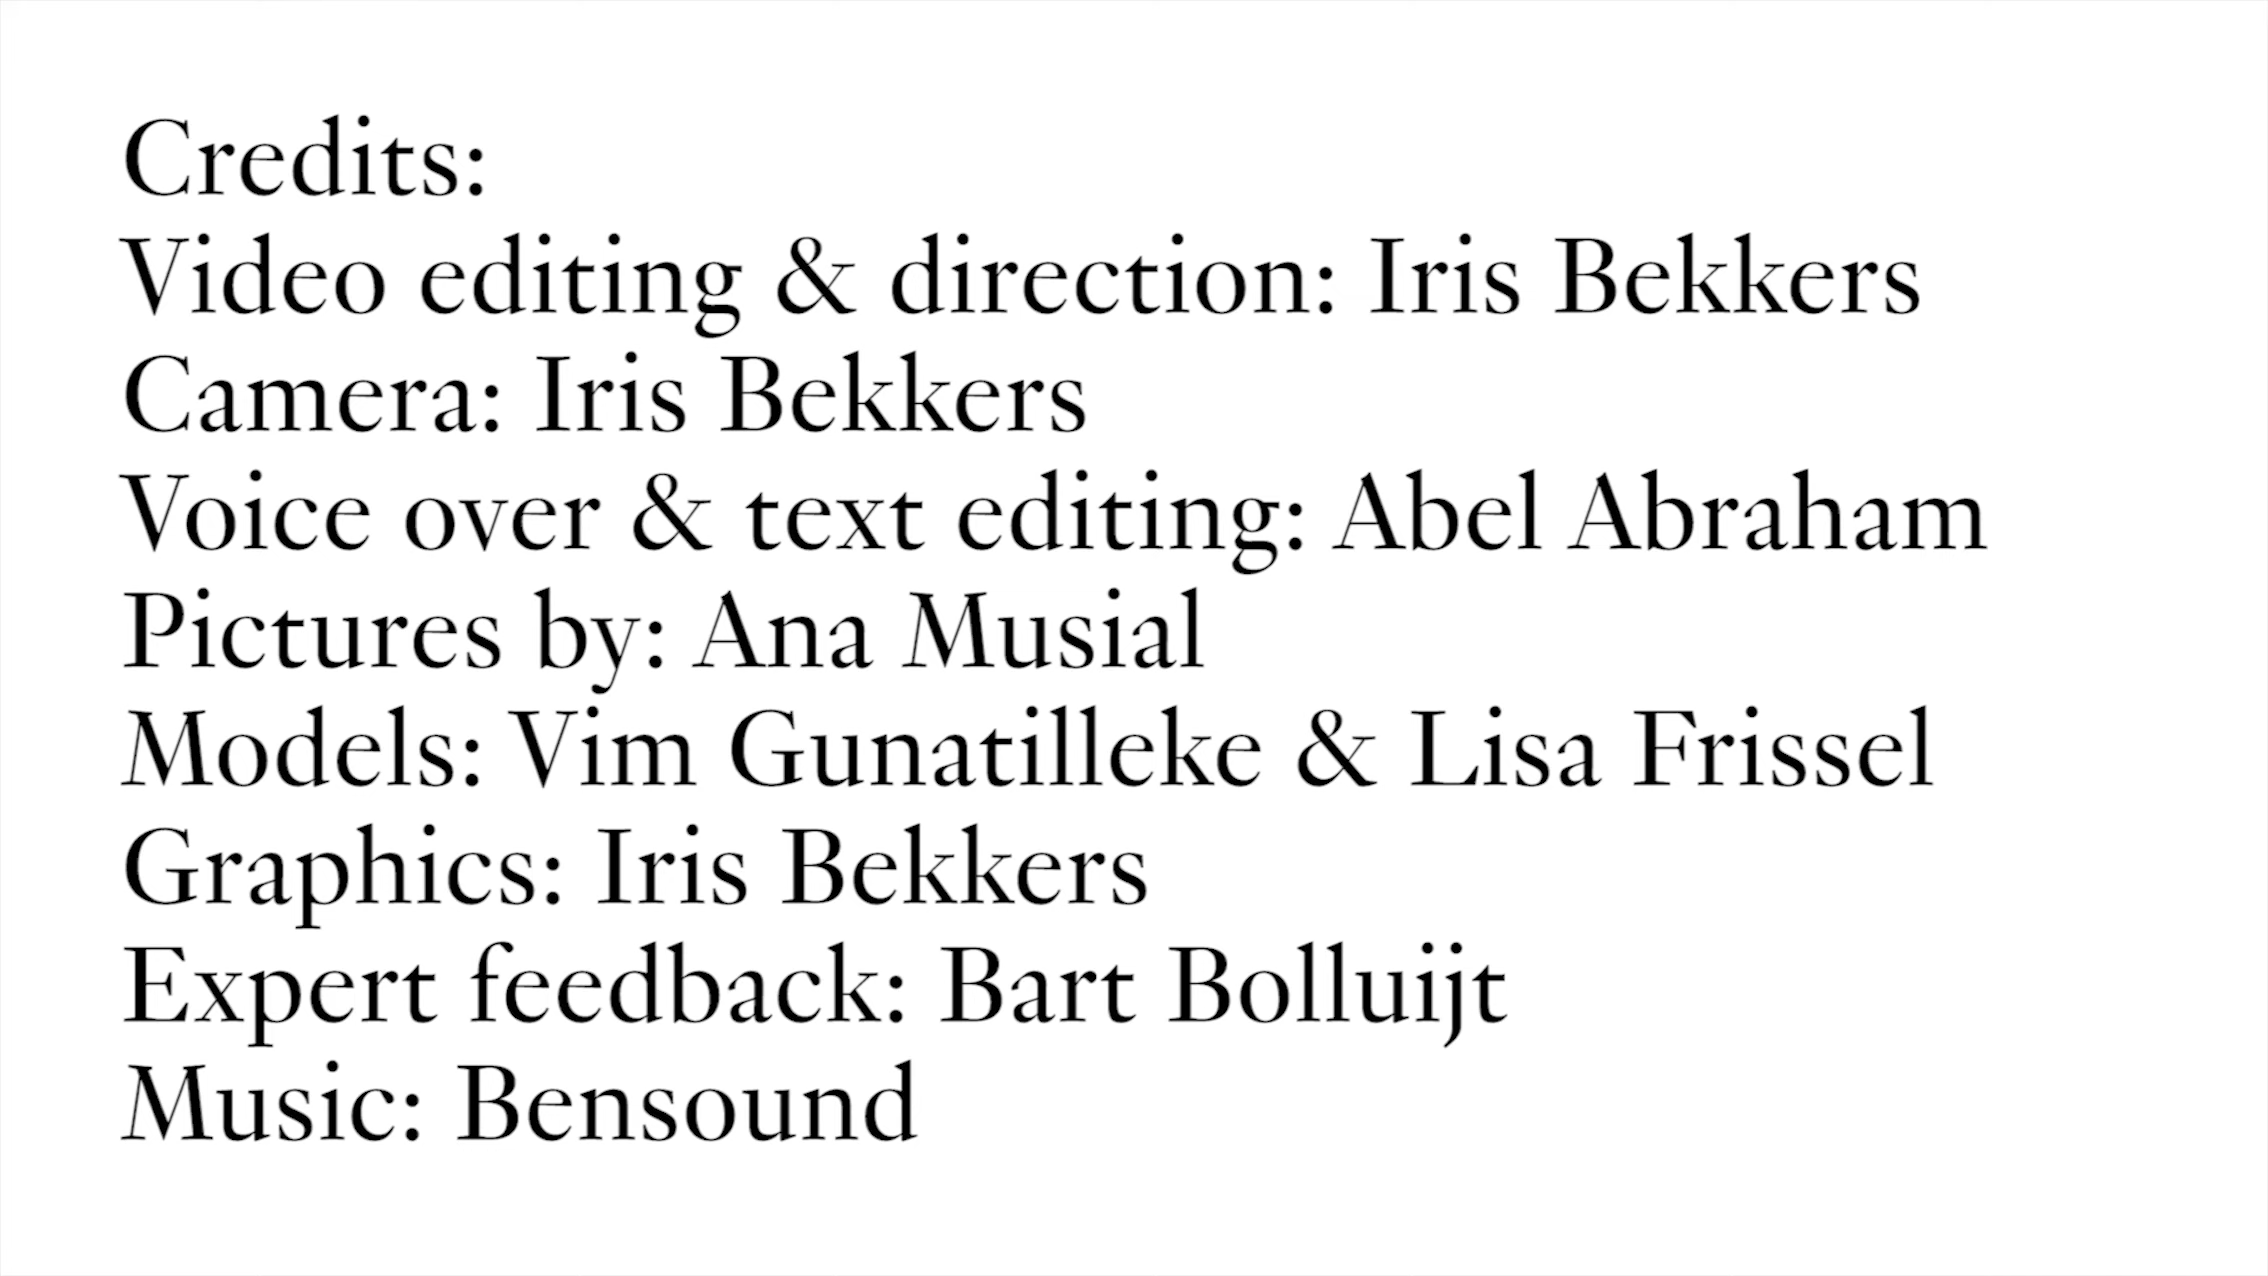 Credits:
Video editing & direction: Iris Bekkers
Camera: Iris Bekkers
Voice over & text editing: Abel Abraham
Pictures by: Ana Musial
Models: Vim Gunatilleke & Lisa Frissel
Graphics: Iris Bekkers
Expert feedback: Bart Bolluijt
Music: Bensound